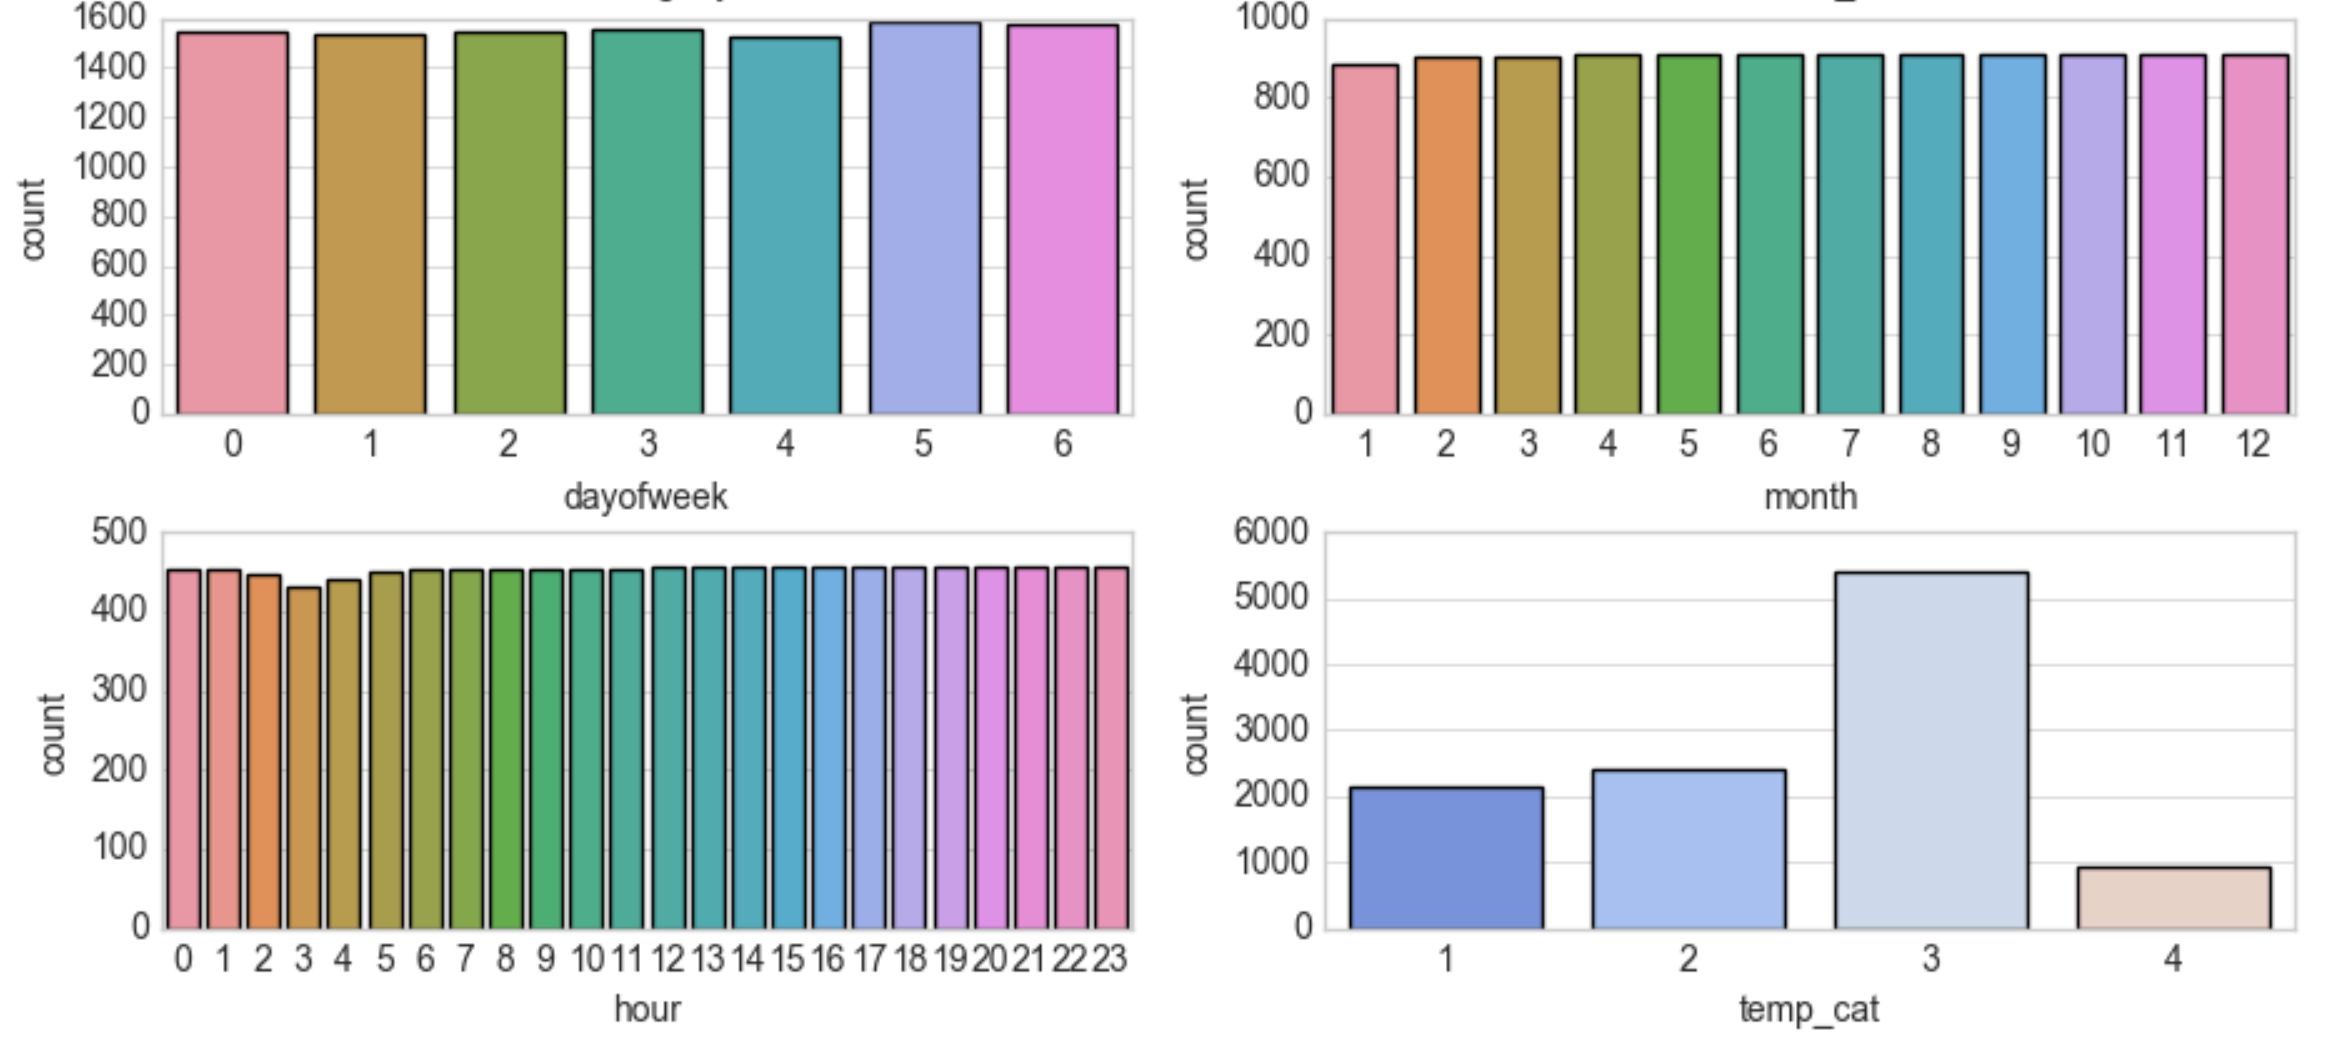 1600
1400
1200
1000
800
600
400
200
0
count
0 1 2 3 4 5 6
dayofweek
1000
800
600
400
200
0
count
1 2 3 4 5 6 7 8 9 10 11 12
month
500
400
300
200
100
0
count
0 1 2 3 4 5 6 7 8 9 10 11 12 13 14 15 16 17 18 19 20 21 22 23
hour
6000
5000
4000
3000
2000
1000
0
count
1 2 3 4
temp_cat